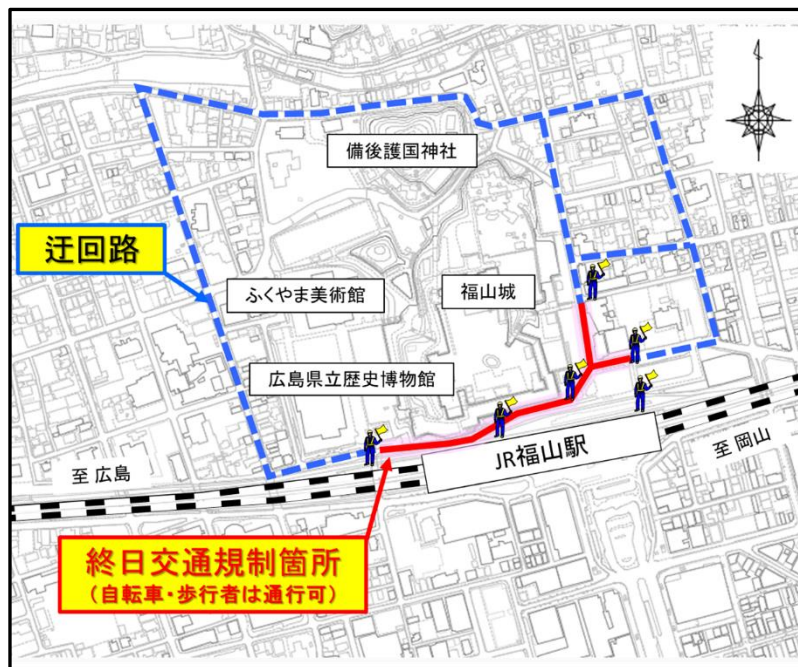 備後護国神社
迂回路
ふくやま美術館
福山城
広島県立歴史博物館
JR福山駅
至 広島
至 岡山
終日交通規制箇所
（自転車・歩行者は通行可）